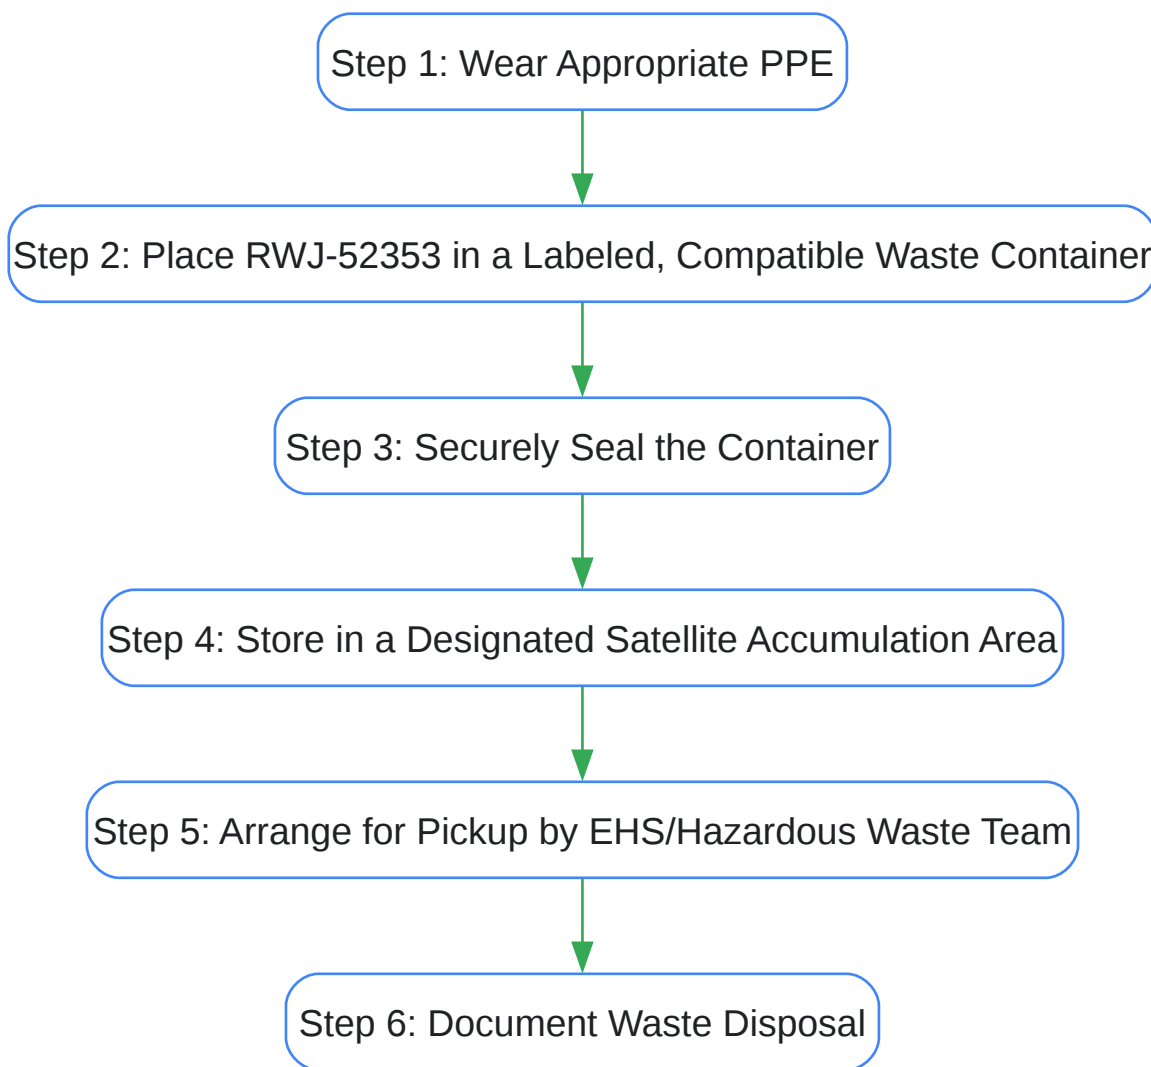 Step 1: Wear Appropriate PPE
Step 2: Place RWJ-52353 in a Labeled, Compatible Waste Container
Step 3: Securely Seal the Container
Step 4: Store in a Designated Satellite Accumulation Area
Step 5: Arrange for Pickup by EHS/Hazardous Waste Team
Step 6: Document Waste Disposal